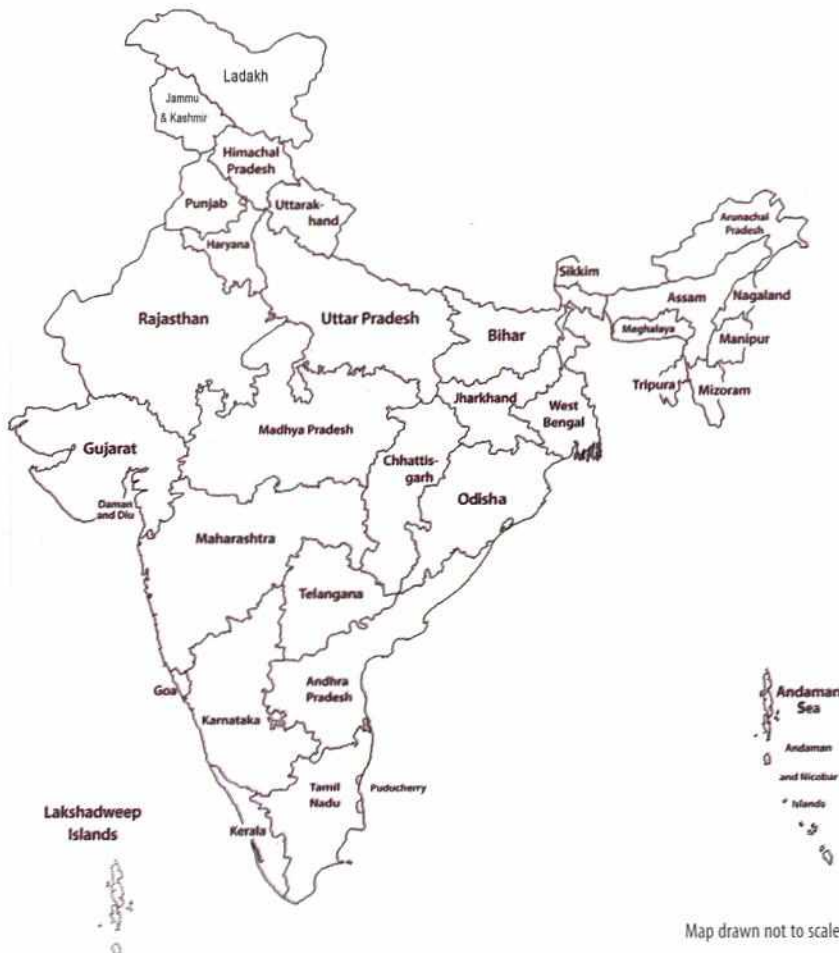 Ladakh
Jammu
& Kashmir
Himachal
Pradesh
Punjab
Uttarak-
hand
Haryana
Arunachal
Pradesh
Sikkim
Rajasthan
Uttar Pradesh
Bihar
Assam
Nagaland
Meghalaya
Manipur
Tripura
Mizoram
Jharkhand
West
Bengal
Gujarat
Madhya Pradesh
Chhattis-
garh
Odisha
Daman
and Diu
Maharashtra
Telangana
Goa
Andhra
Pradesh
Karnataka
Andaman
Sea
Andaman
and Nicobar
Islands
Tamil
Nadu
Puducherry
Lakshadweep
Islands
Kerala
Map drawn not to scale